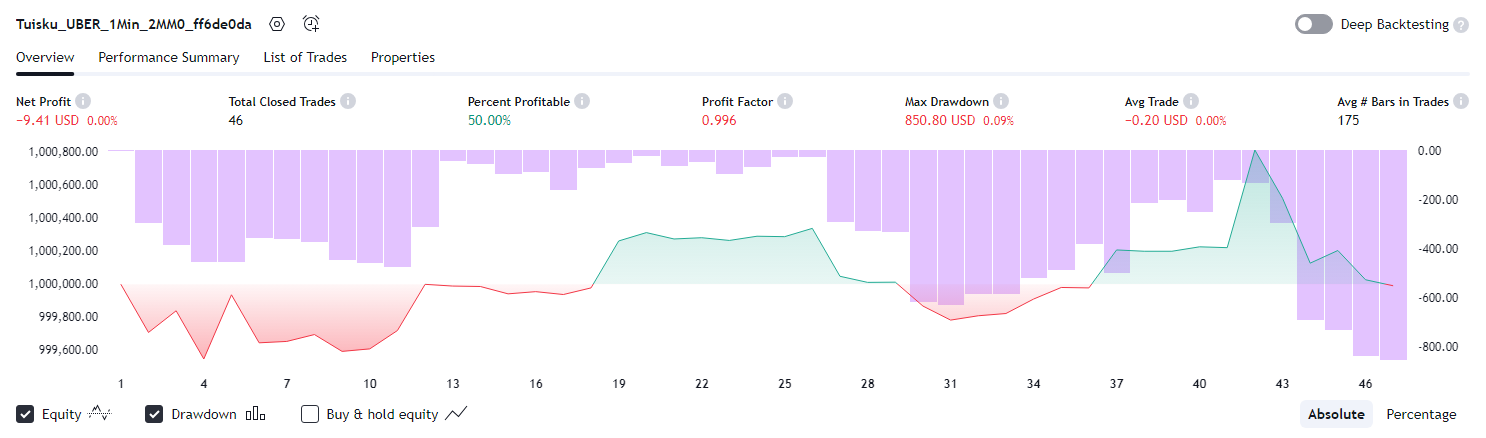 Tuisku_UBER_1Min_2MM0_ff6de0da
Deep Backtesting ?
Overview Performance Summary List of Trades Properties
Net Profit i Total Closed Trades i Percent Profitable i Profit Factor i Max Drawdown i Avg Trade i Avg # Bars in Trades i
−9.41 USD 0.00% 46 50.00% 0.996 850.80 USD 0.09% −0.20 USD 0.00% 175
1,000,800.00 0.00
1,000,600.00 -200.00
1,000,400.00
1,000,200.00 -400.00
1,000,000.00 -600.00
999,800.00
999,600.00 -800.00
1 4 7 10 13 16 19 22 25 28 31 34 37 40 43 46
Equity Drawdown Buy & hold equity Absolute Percentage